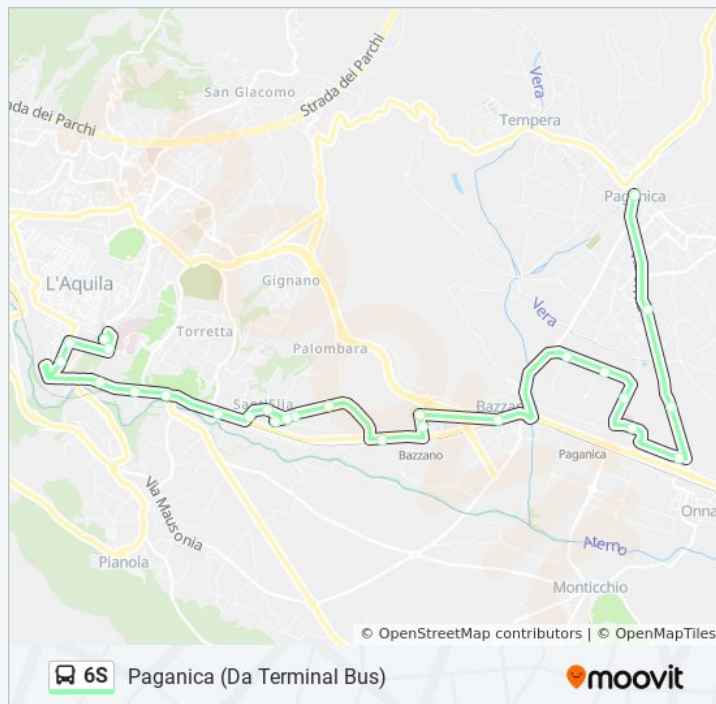 San Giacomo
Strada dei Parchi
rada dei Parchi
Vera
Tempera
Paganica
L'Aquila
Gignano
Vera
Torretta
Palombara
Sant'Elia
Bazzano
Bazzano
Paganica
Onna
Via Mausonia
Aterno
Pianola
Monticchio
© OpenStreetMap contributors | © OpenMapTiles
6S Paganica (Da Terminal Bus) moovit